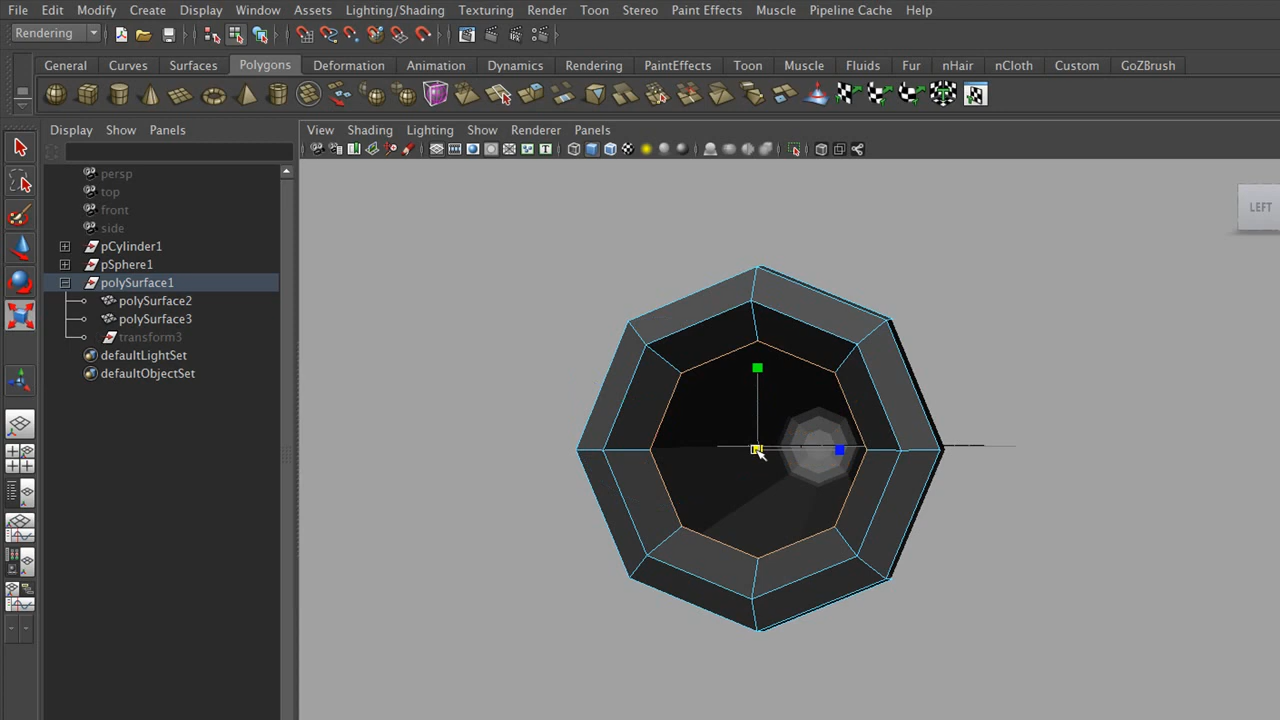 File Edit Modify Create Display Window Assets Lighting/Shading Texturing Render Toon Stereo Paint Effects Muscle Pipeline Cache Help
Rendering
General Curves Surfaces Polygons Deformation Animation Dynamics Rendering PaintEffects Toon Muscle Fluids Fur nHair nCloth Custom GoZBrush
Display Show Panels
View Shading Lighting Show Renderer Panels
persp
top
front
side
pCylinder1
pSphere1
polySurface1
polySurface2
polySurface3
transform3
defaultLightSet
defaultObjectSet
LEFT